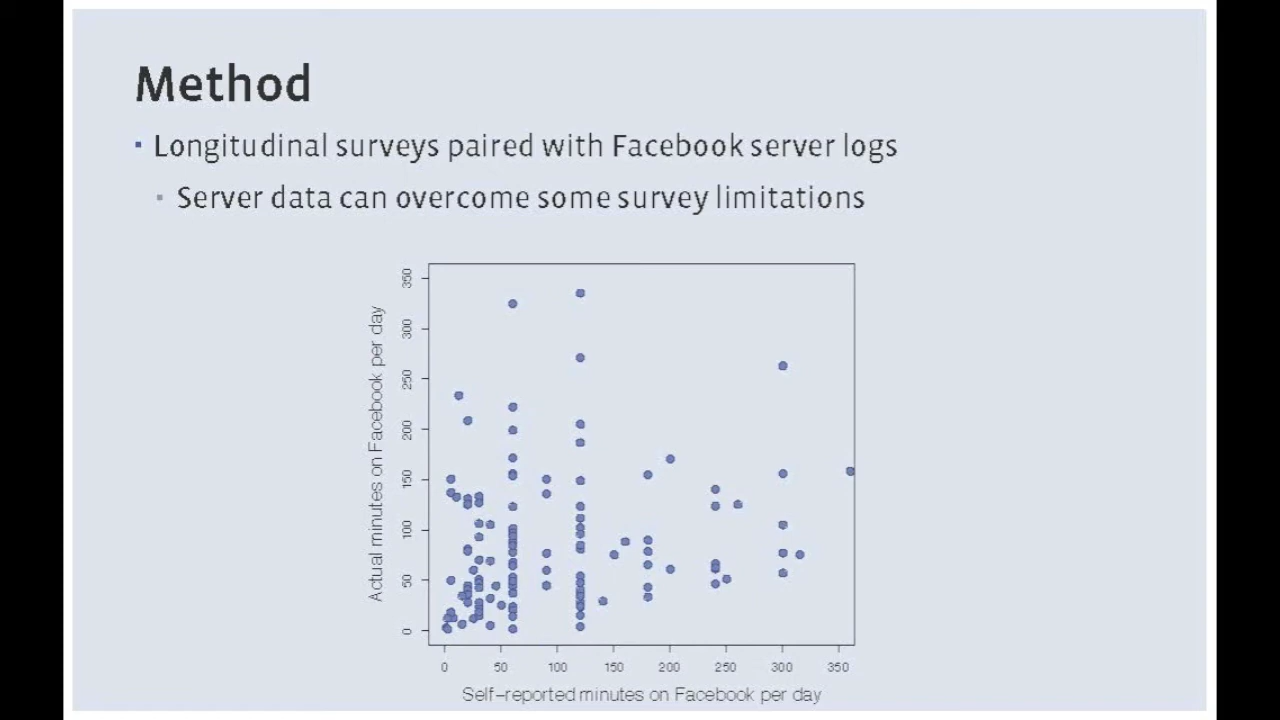 Method
Longitudinal surveys paired with Facebook server logs
Server data can overcome some survey limitations
Actual minutes on Facebook per day
350
300
250
200
150
100
50
0
0 50 100 150 200 250 300 350
Self-reported minutes on Facebook per day